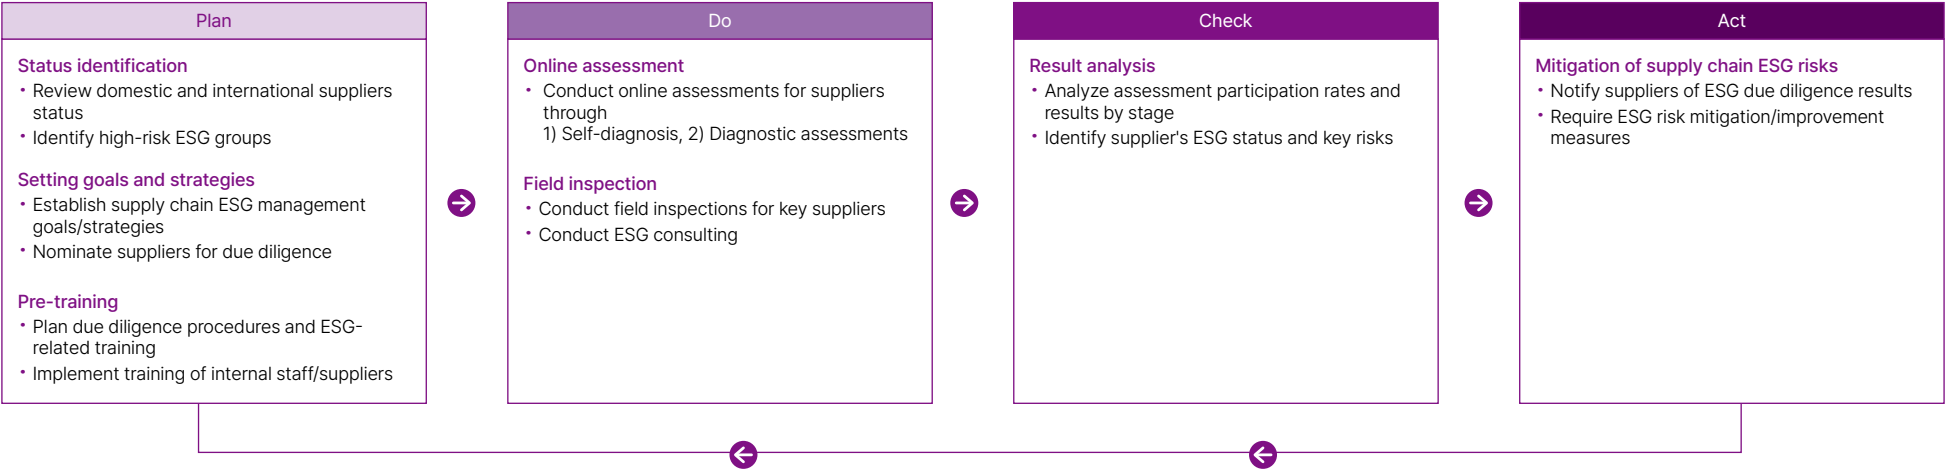 Plan
Status identification
• Review domestic and international suppliers
status
• Identify high-risk ESG groups
Setting goals and strategies
• Establish supply chain ESG management
goals/strategies
• Nominate suppliers for due diligence
Pre-training
• Plan due diligence procedures and ESG-
related training
• Implement training of internal staff/suppliers
Do
Online assessment
• Conduct online assessments for suppliers
through
1) Self-diagnosis, 2) Diagnostic assessments
Field inspection
• Conduct field inspections for key suppliers
• Conduct ESG consulting
Check
Result analysis
• Analyze assessment participation rates and
results by stage
• Identify supplier's ESG status and key risks
Act
Mitigation of supply chain ESG risks
• Notify suppliers of ESG due diligence results
• Require ESG risk mitigation/improvement
measures